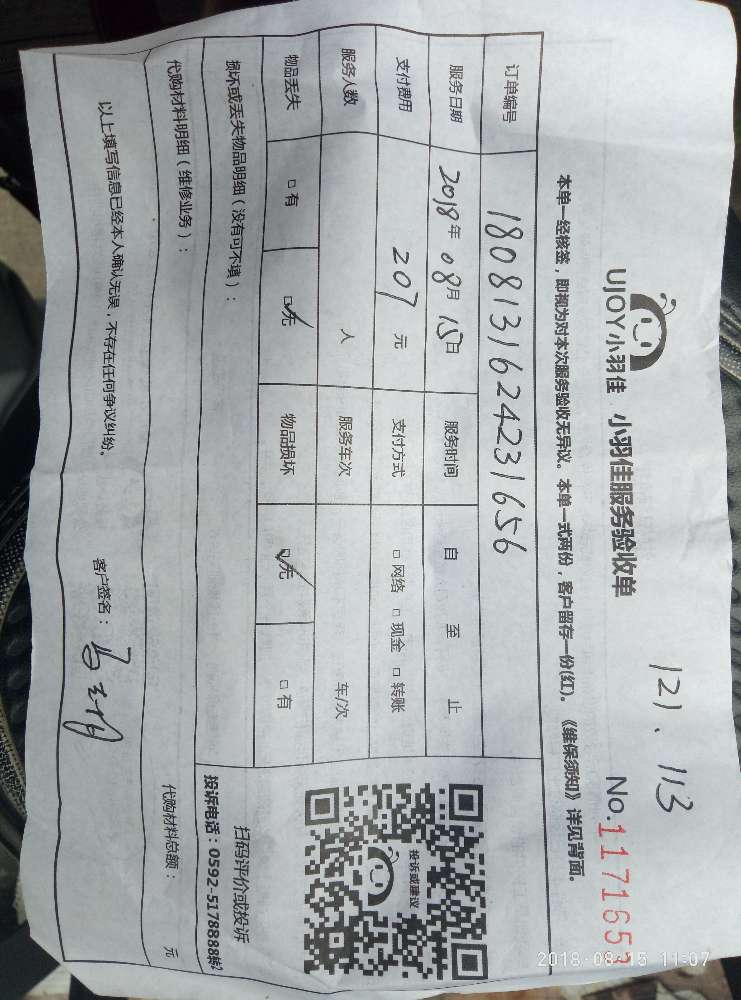 121、113
UJOY小羽佳 小羽佳服务验收单 No.1171653
本单一经核签，即视为对本次服务验收无异议。本单一式两份，客户留存一份(红)。《维保须知》详见背面。
订单编号 1808131624231656
服务日期 2018年08月15日 服务时间 自 至 止
支付费用 207元 支付方式 □网络 □现金 □转账
服务人数 人 服务车次 车/次
物品丢失 □有 ☑无 物品损坏 ☑无 □有
损坏或丢失物品明细（没有可不填）：
代购材料明细（维修业务）： 代购材料总额： 元
以上填写信息已经本人确认无误，不存在任何争议纠纷。 客户签名：
投诉或建议
扫码评价或投诉
投诉电话：0592-5178888转
2018-08-15 11:07